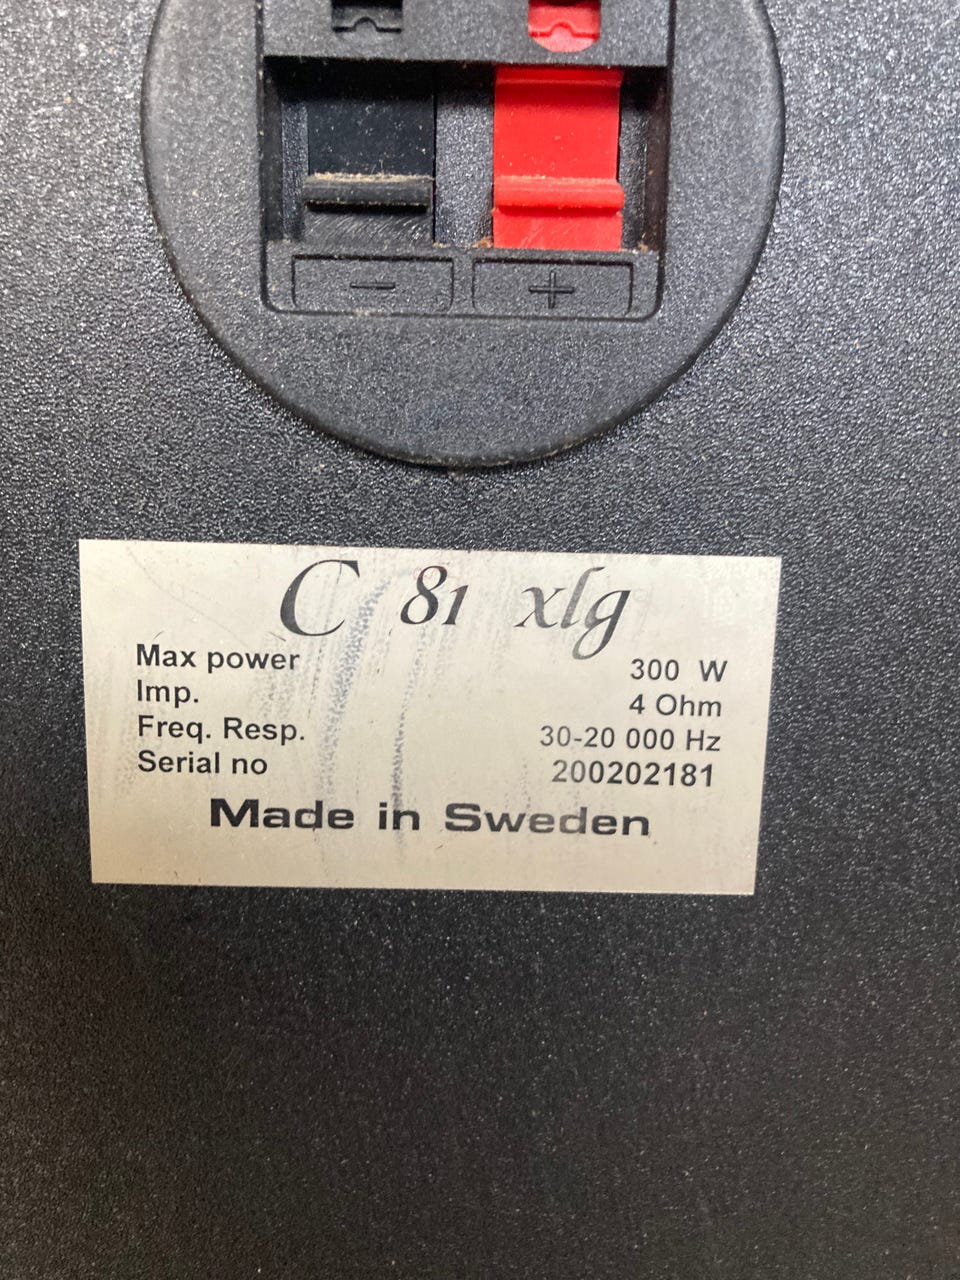 - +
C 81 xlg
Max power 300 W
Imp. 4 Ohm
Freq. Resp. 30-20 000 Hz
Serial no 200202181
Made in Sweden